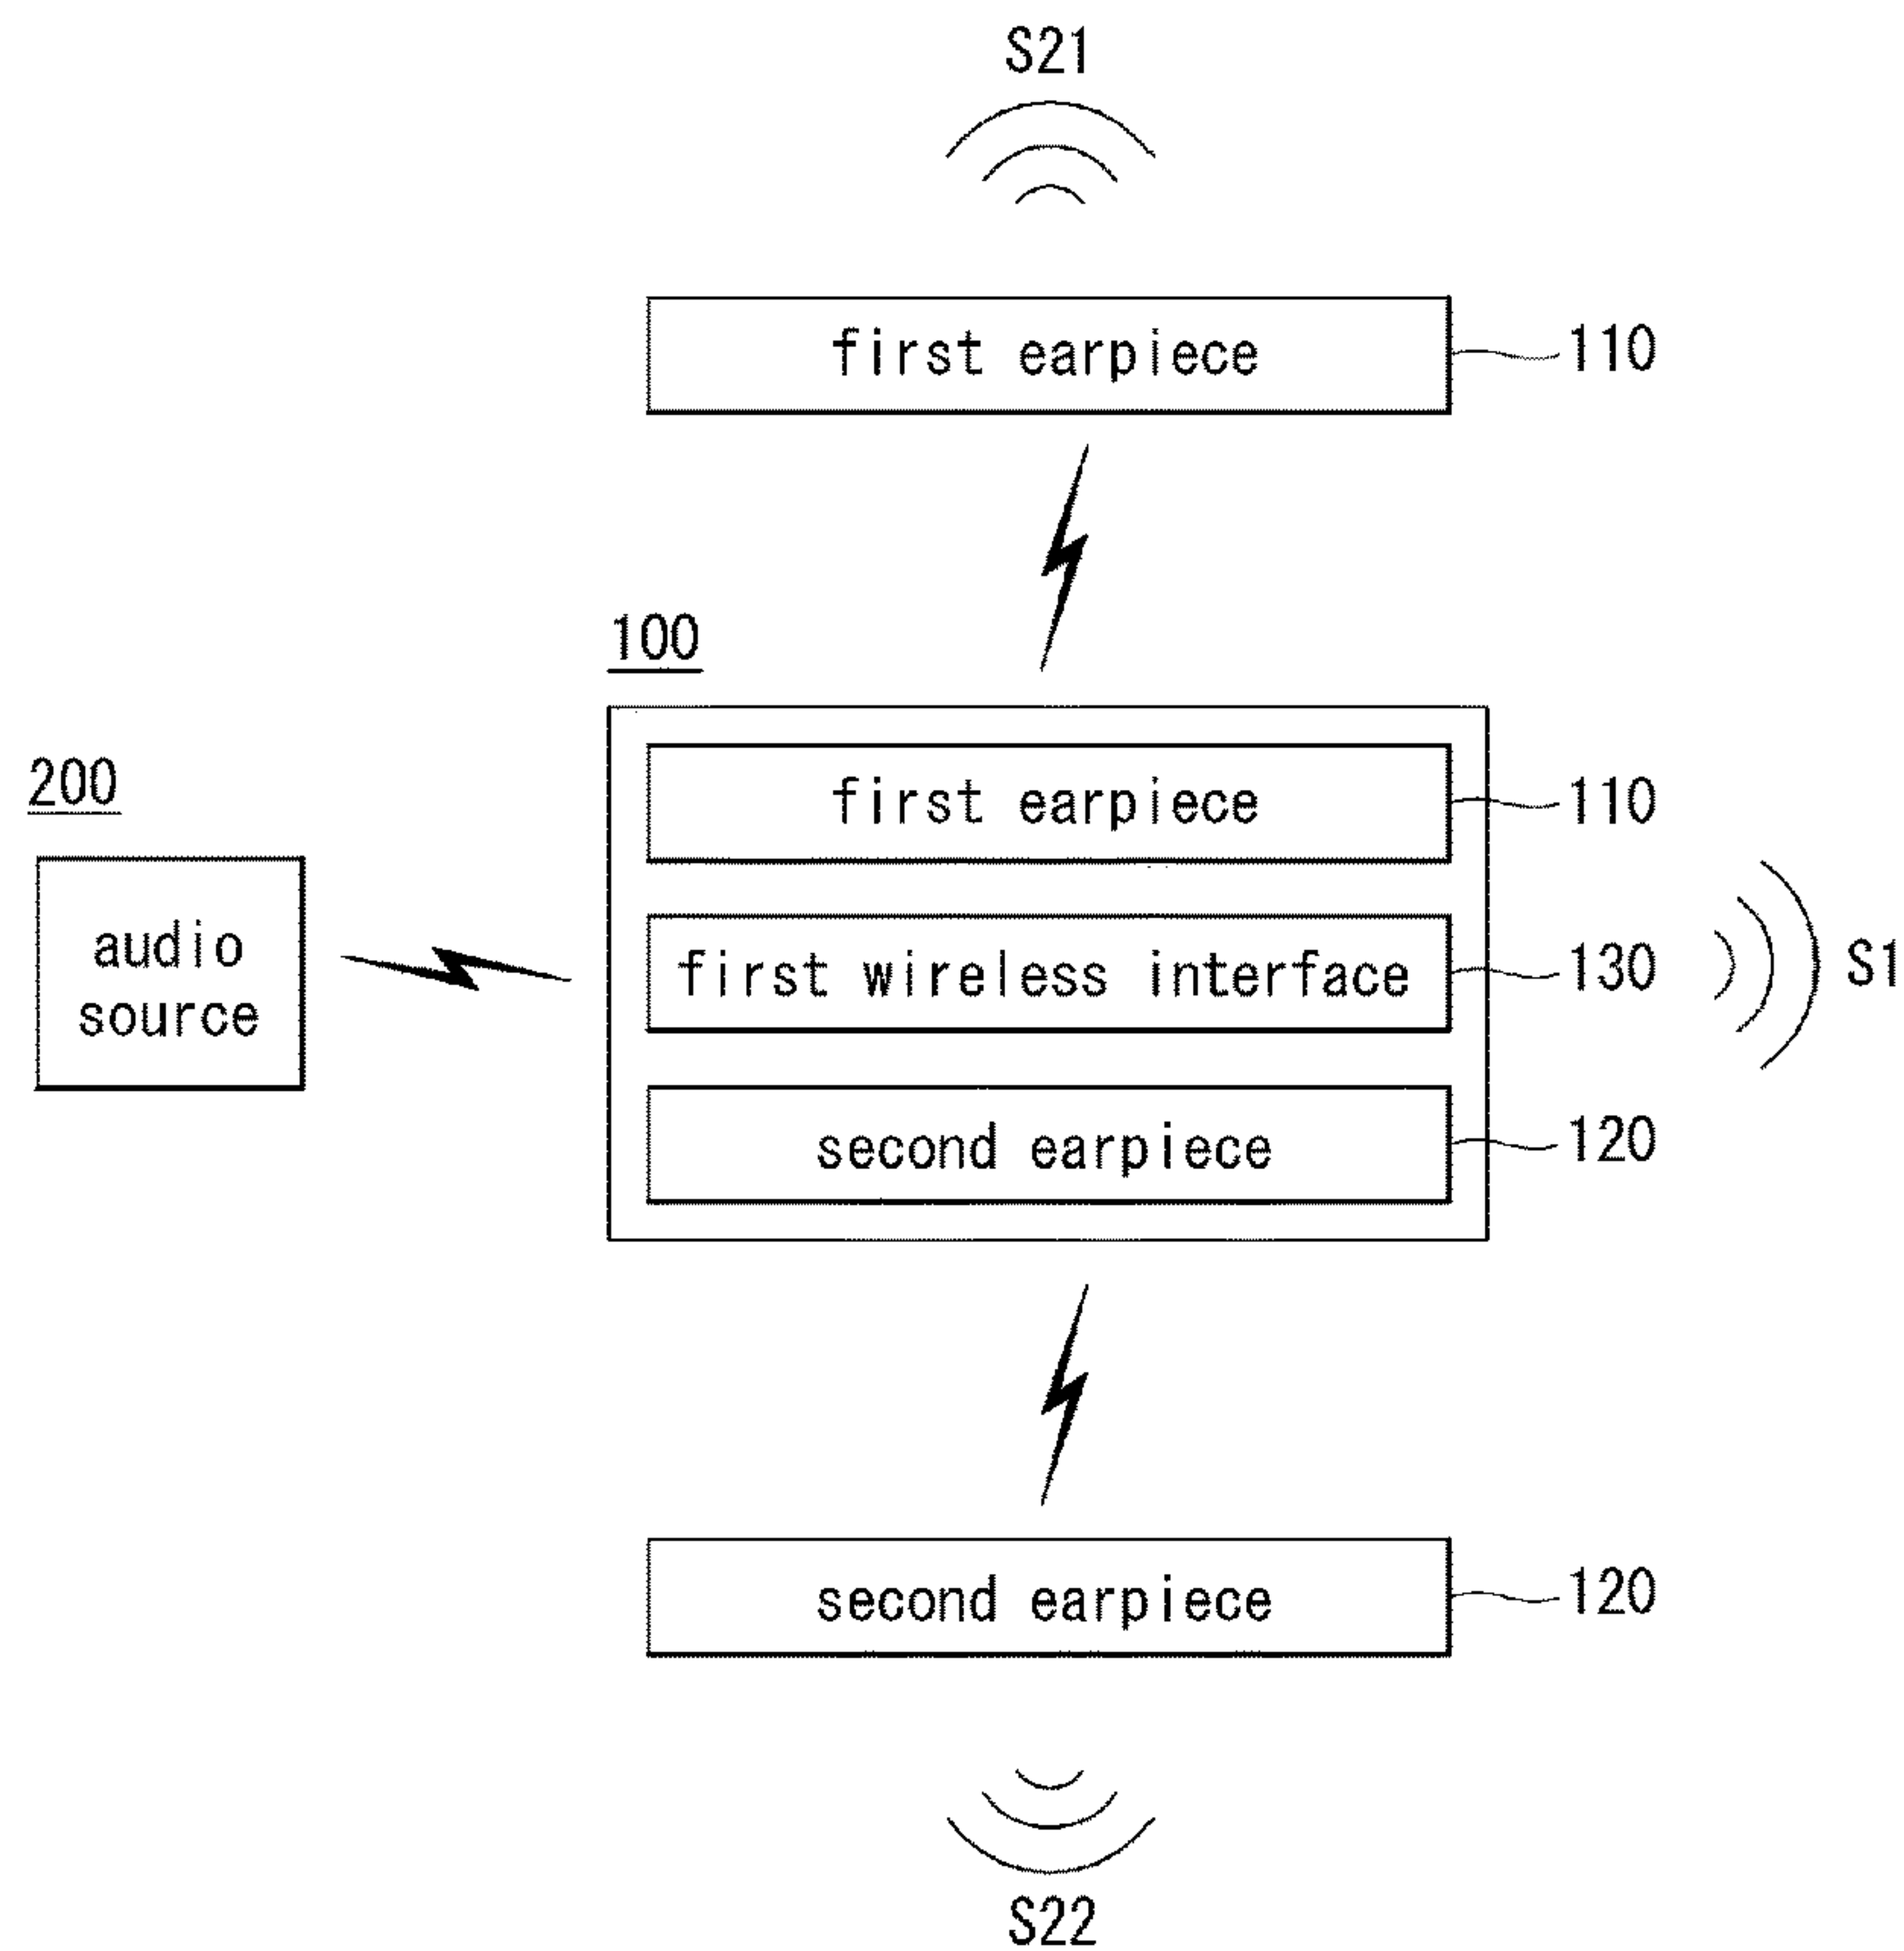 S21
first earpiece
110
100
200
first earpiece
110
audio
source
first wireless interface
130
S1
second earpiece
120
second earpiece
120
S22